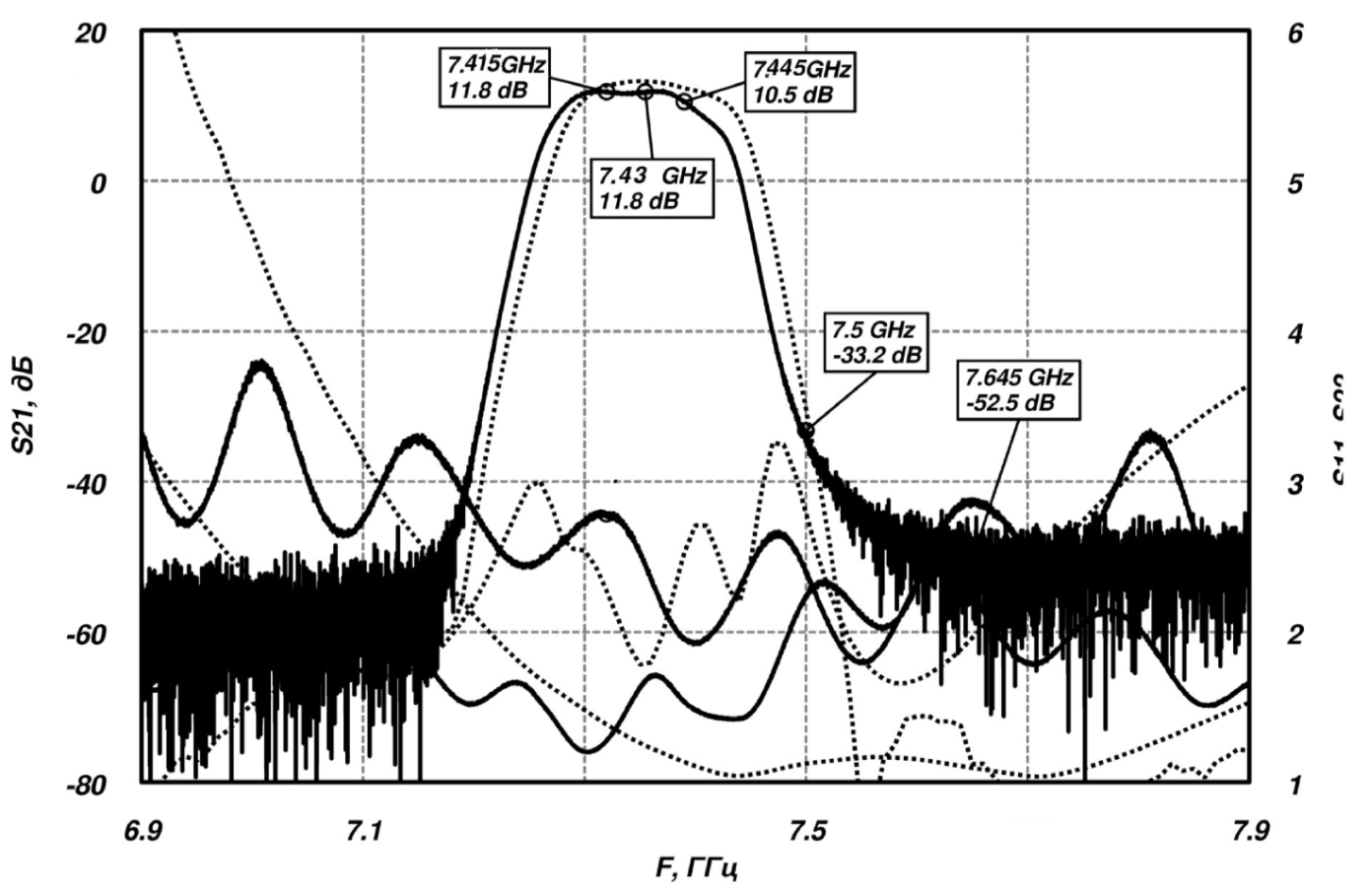 20
6
7.415GHz
11.8 dB
7.445GHz
10.5 dB
7.43 GHz
11.8 dB
0
5
-20
4
7.5 GHz
-33.2 dB
7.645 GHz
-52.5 dB
S21, дБ
-40
3
-60
2
-80
1
6.9
7.1
7.5
7.9
F, ГГц